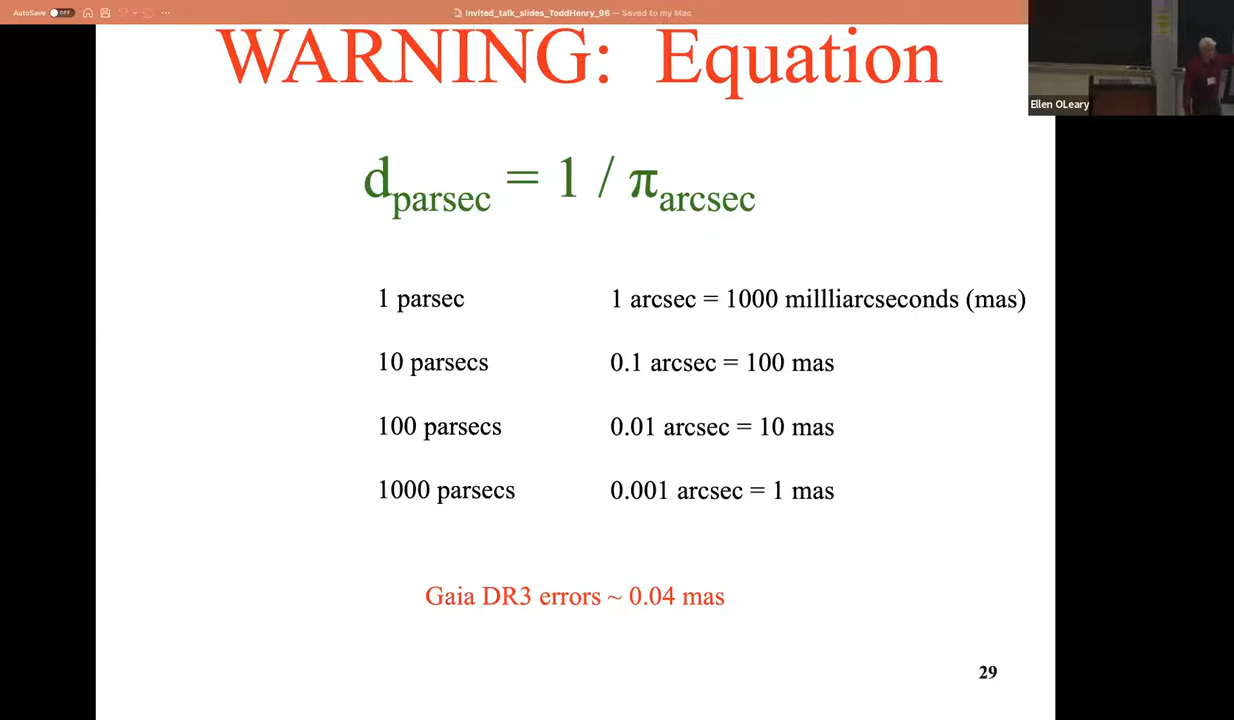 AutoSave OFF
Invited_talk_slides_ToddHenry_96 – Saved to my Mac
WARNING: Equation
Ellen OLeary
dparsec = 1 / πarcsec
1 parsec 1 arcsec = 1000 millliarcseconds (mas)
10 parsecs 0.1 arcsec = 100 mas
100 parsecs 0.01 arcsec = 10 mas
1000 parsecs 0.001 arcsec = 1 mas
Gaia DR3 errors ~ 0.04 mas
29